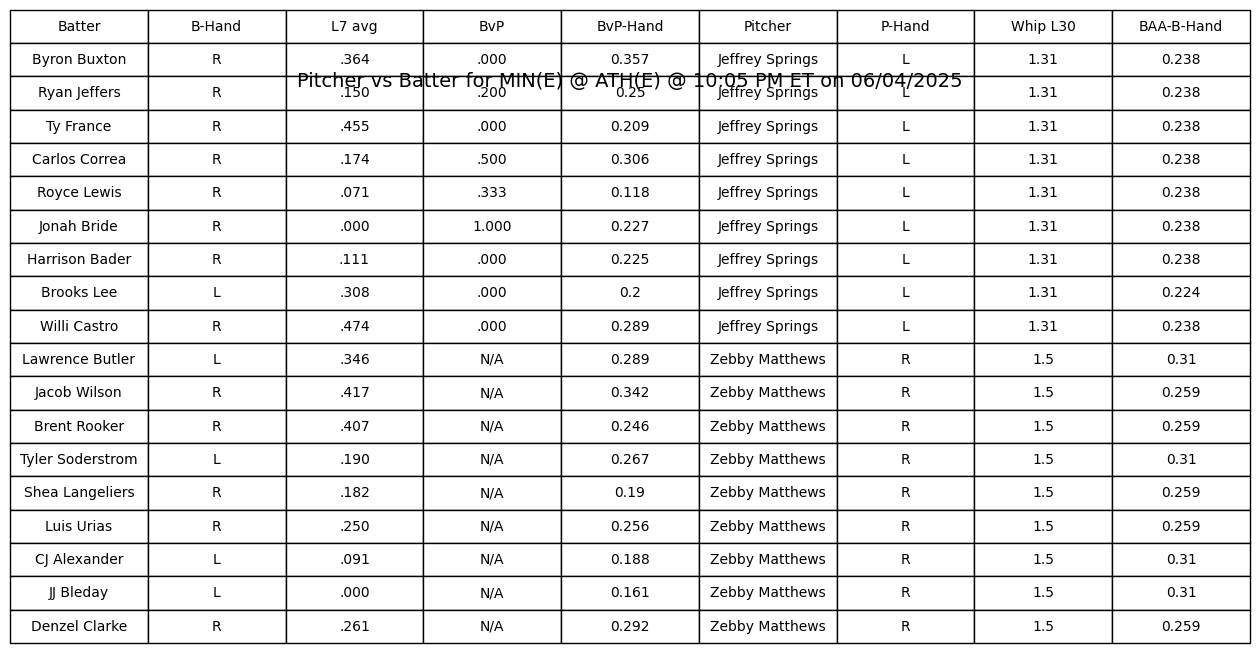 Batter B-Hand L7 avg BvP BvP-Hand Pitcher P-Hand Whip L30 BAA-B-Hand
Byron Buxton R .364 .000 0.357 Jeffrey Springs L 1.31 0.238
Pitcher vs Batter for MIN(E) @ ATH(E) @ 10:05 PM ET on 06/04/2025
Ryan Jeffers R .150 .200 0.25 Jeffrey Springs L 1.31 0.238
Ty France R .455 .000 0.209 Jeffrey Springs L 1.31 0.238
Carlos Correa R .174 .500 0.306 Jeffrey Springs L 1.31 0.238
Royce Lewis R .071 .333 0.118 Jeffrey Springs L 1.31 0.238
Jonah Bride R .000 1.000 0.227 Jeffrey Springs L 1.31 0.238
Harrison Bader R .111 .000 0.225 Jeffrey Springs L 1.31 0.238
Brooks Lee L .308 .000 0.2 Jeffrey Springs L 1.31 0.224
Willi Castro R .474 .000 0.289 Jeffrey Springs L 1.31 0.238
Lawrence Butler L .346 N/A 0.289 Zebby Matthews R 1.5 0.31
Jacob Wilson R .417 N/A 0.342 Zebby Matthews R 1.5 0.259
Brent Rooker R .407 N/A 0.246 Zebby Matthews R 1.5 0.259
Tyler Soderstrom L .190 N/A 0.267 Zebby Matthews R 1.5 0.31
Shea Langeliers R .182 N/A 0.19 Zebby Matthews R 1.5 0.259
Luis Urias R .250 N/A 0.256 Zebby Matthews R 1.5 0.259
CJ Alexander L .091 N/A 0.188 Zebby Matthews R 1.5 0.31
JJ Bleday L .000 N/A 0.161 Zebby Matthews R 1.5 0.31
Denzel Clarke R .261 N/A 0.292 Zebby Matthews R 1.5 0.259